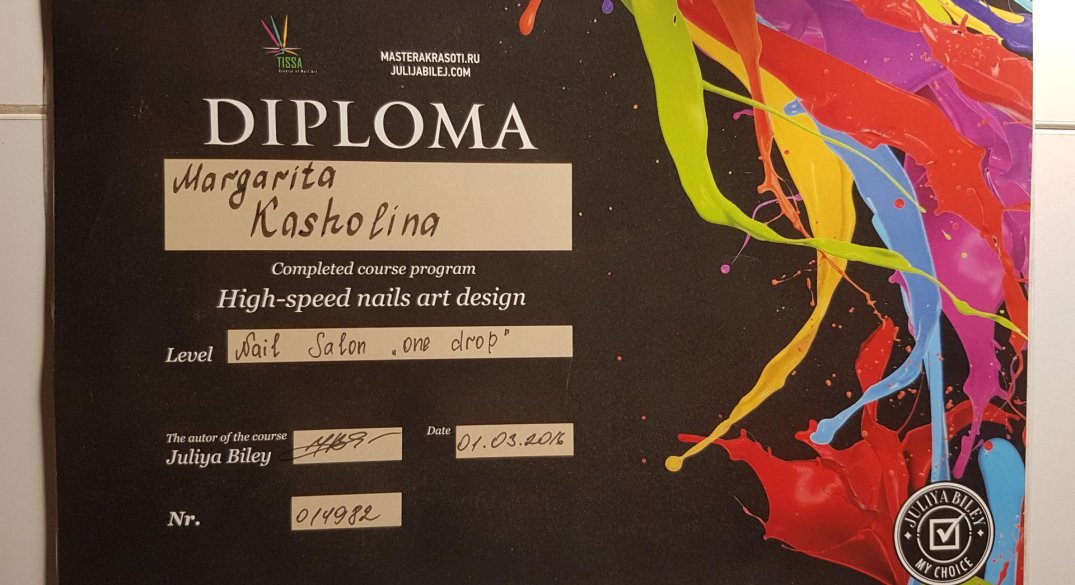 TISSA
MASTERAKRASOTI.RU
JULIJABILEJ.COM
DIPLOMA
Margarita
Kasholina
Completed course program
High-speed nails art design
Level Nail Salon „one drop"
The autor of the course
Juliya Biley
Date 01.03.2016
Nr. 014982
JULIYA BILEY
MY CHOICE